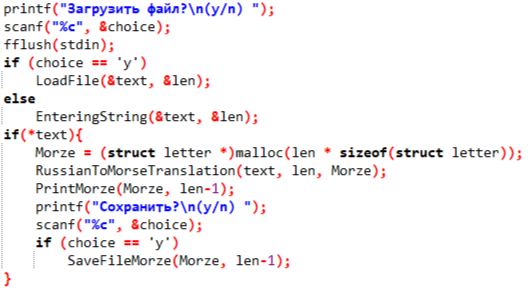 printf("Загрузить файл?\n(y/n) ");
scanf("%c", &choice);
fflush(stdin);
if (choice == 'y')
    LoadFile(&text, &len);
else
    EnteringString(&text, &len);
if(*text){
    Morze = (struct letter *)malloc(len * sizeof(struct letter));
    RussianToMorseTranslation(text, len, Morze);
    PrintMorze(Morze, len-1);
    printf("Сохранить?\n(y/n) ");
    scanf("%c", &choice);
    if (choice == 'y')
        SaveFileMorze(Morze, len-1);
}